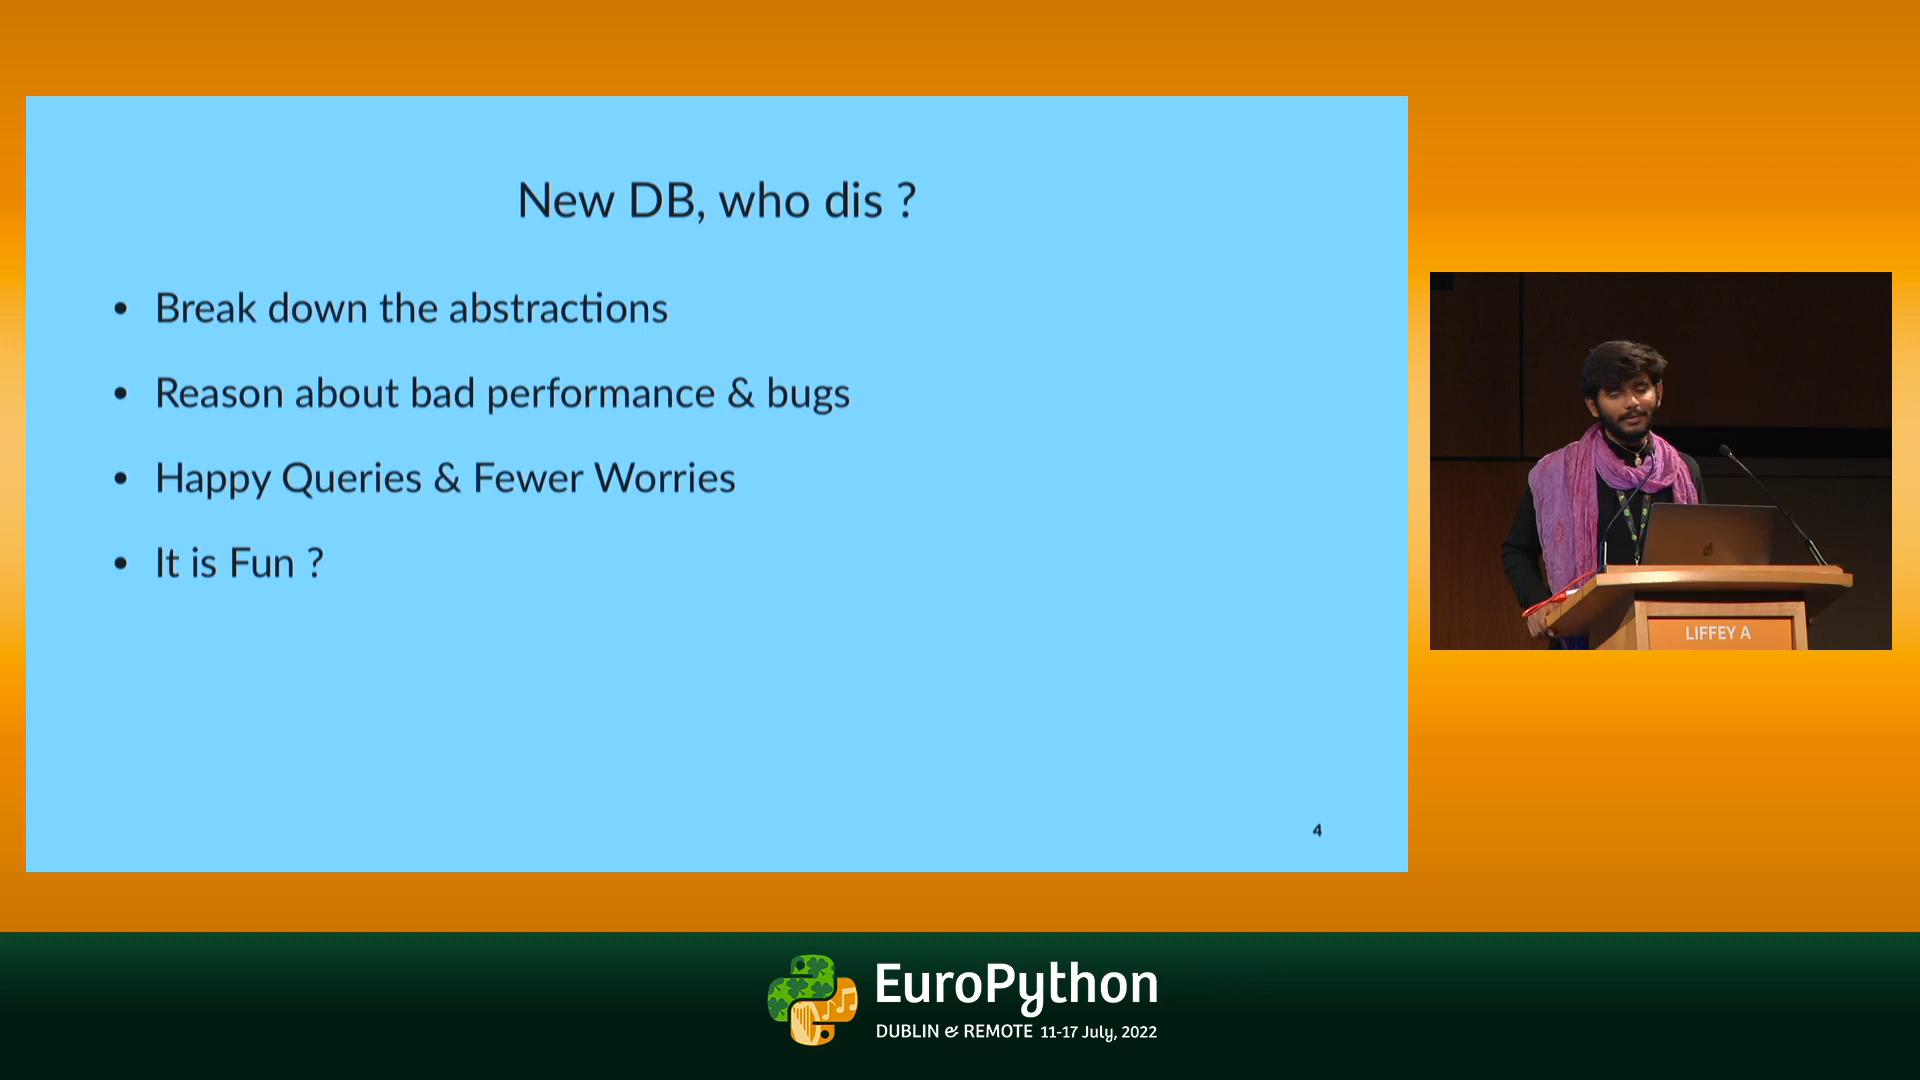 New DB, who dis ?
• Break down the abstractions
• Reason about bad performance & bugs
• Happy Queries & Fewer Worries
• It is Fun ?
4
LIFFEY A
EuroPython
DUBLIN & REMOTE 11-17 July, 2022